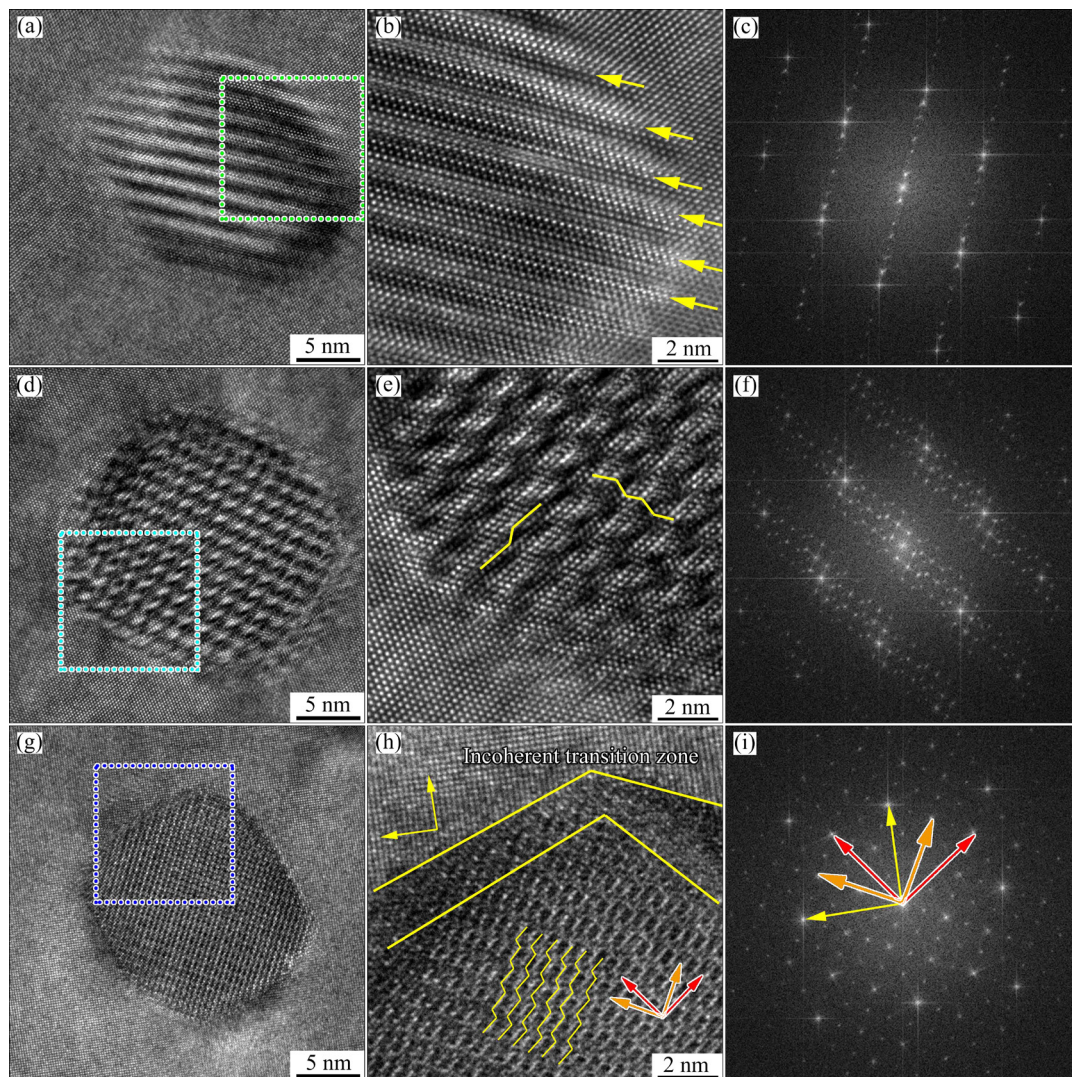 (a)
5 nm
(b)
2 nm
(c)
(d)
5 nm
(e)
2 nm
(f)
(g)
5 nm
(h)
Incoherent transition zone
2 nm
(i)